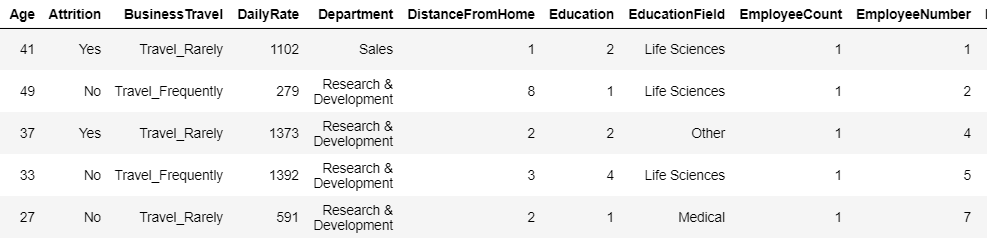 Age Attrition BusinessTravel DailyRate Department DistanceFromHome Education EducationField EmployeeCount EmployeeNumber
41 Yes Travel_Rarely 1102 Sales 1 2 Life Sciences 1 1
49 No Travel_Frequently 279 Research &
Development 8 1 Life Sciences 1 2
37 Yes Travel_Rarely 1373 Research &
Development 2 2 Other 1 4
33 No Travel_Frequently 1392 Research &
Development 3 4 Life Sciences 1 5
27 No Travel_Rarely 591 Research &
Development 2 1 Medical 1 7